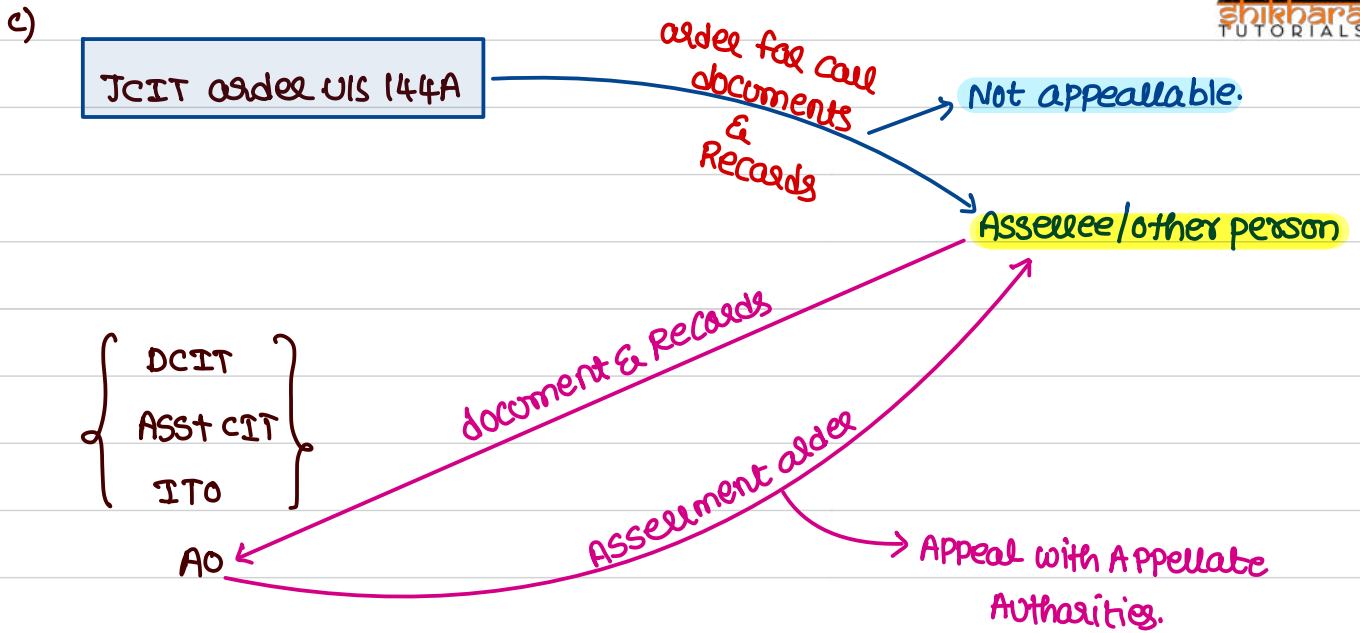 c)
shikhara
TUTORIALS
JCIT order U/S 144A
order for call
documents
&
Records
Not appeallable.
Assessee/other person
document & Records
DCIT
Asst CIT
ITO
AO
Assessment order
Appeal with Appellate
Authorities.